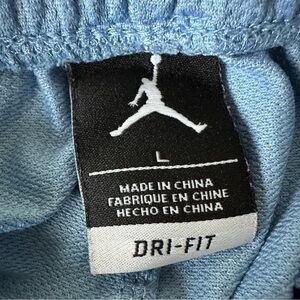 L
MADE IN CHINA
FABRIQUE EN CHINE
HECHO EN CHINA
DRI-FIT